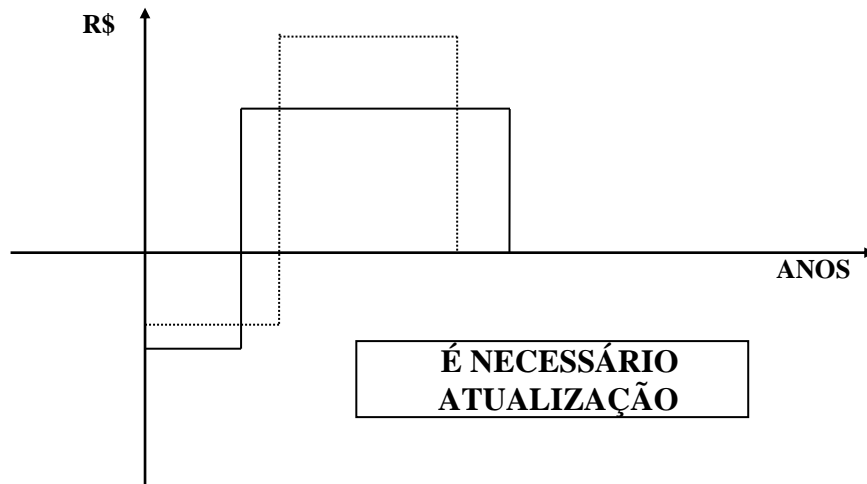 R$
ANOS
É NECESSÁRIO
ATUALIZAÇÃO